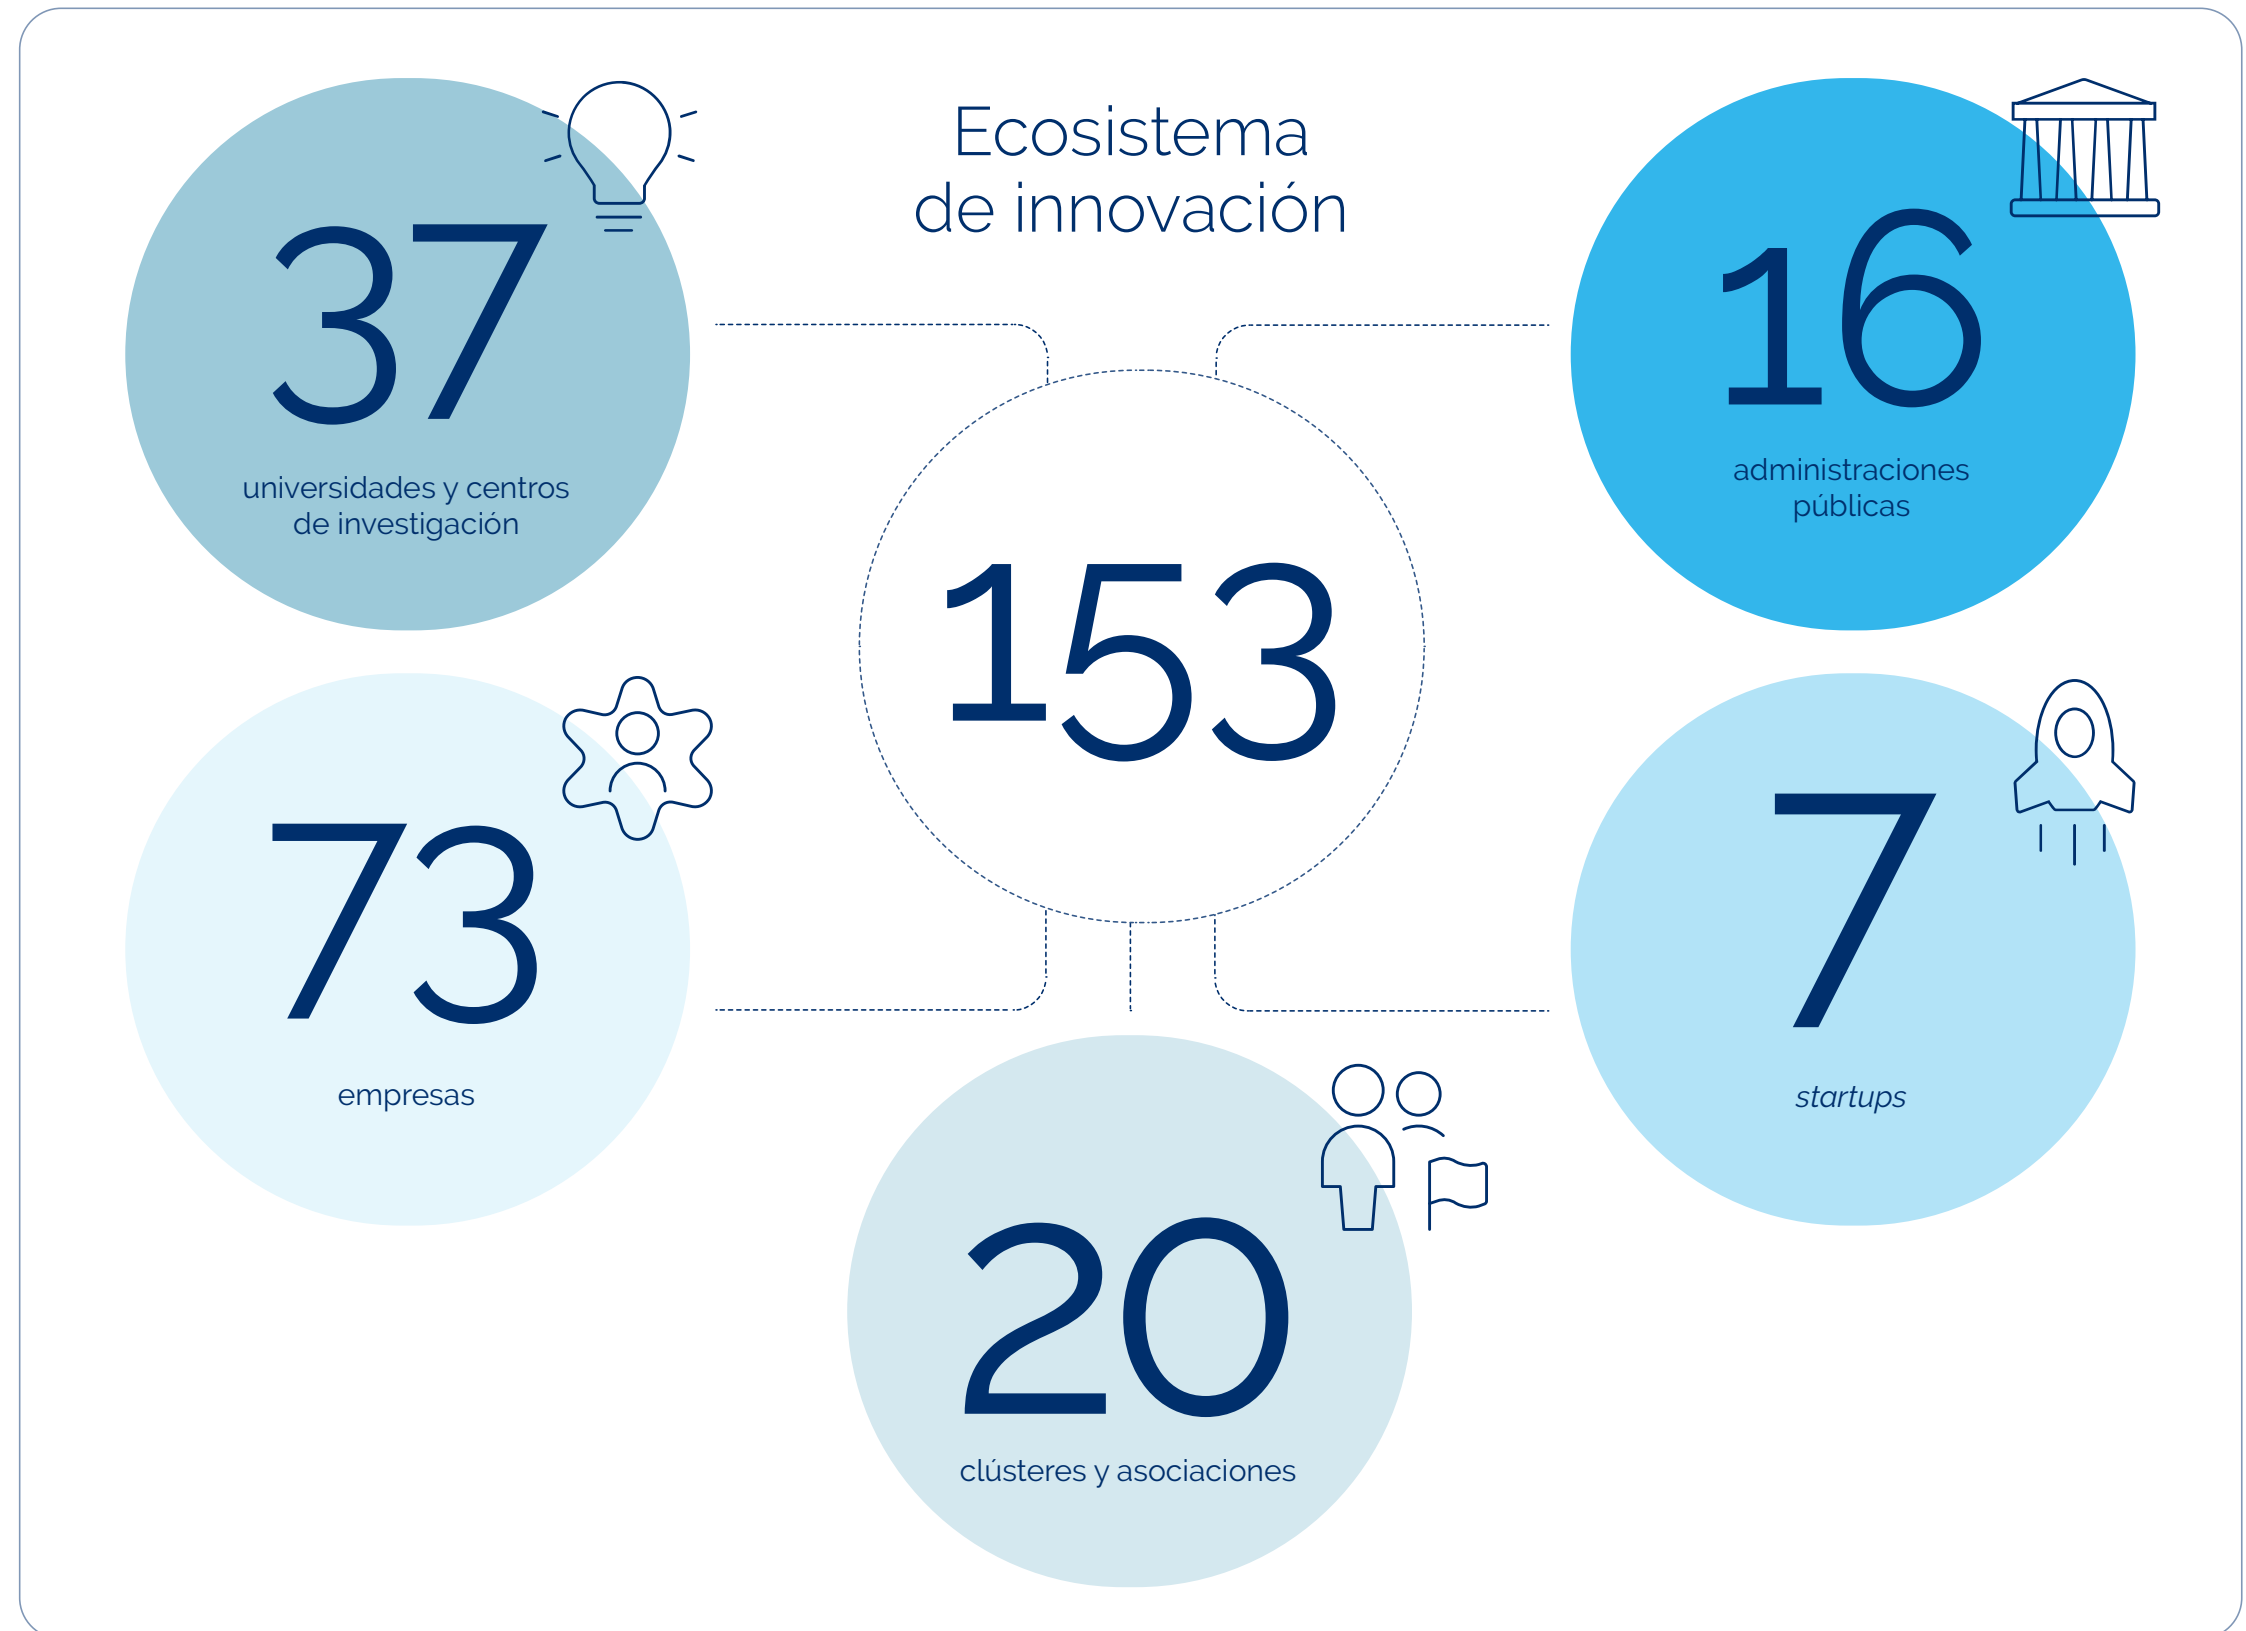 Ecosistema
de innovación
37
universidades y centros
de investigación
16
administraciones
públicas
153
73
empresas
7
startups
20
clústeres y asociaciones